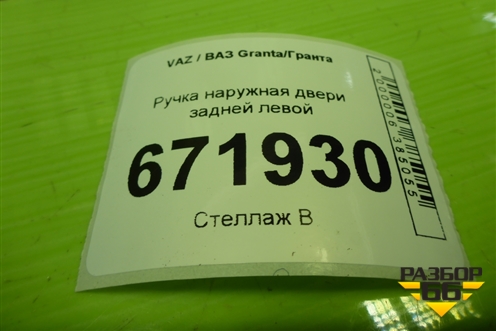 VAZ / ВАЗ Granta/Гранта
Ручка наружная двери
задней левой
671930
Стеллаж В
2000006385055
РАЗБОР
66